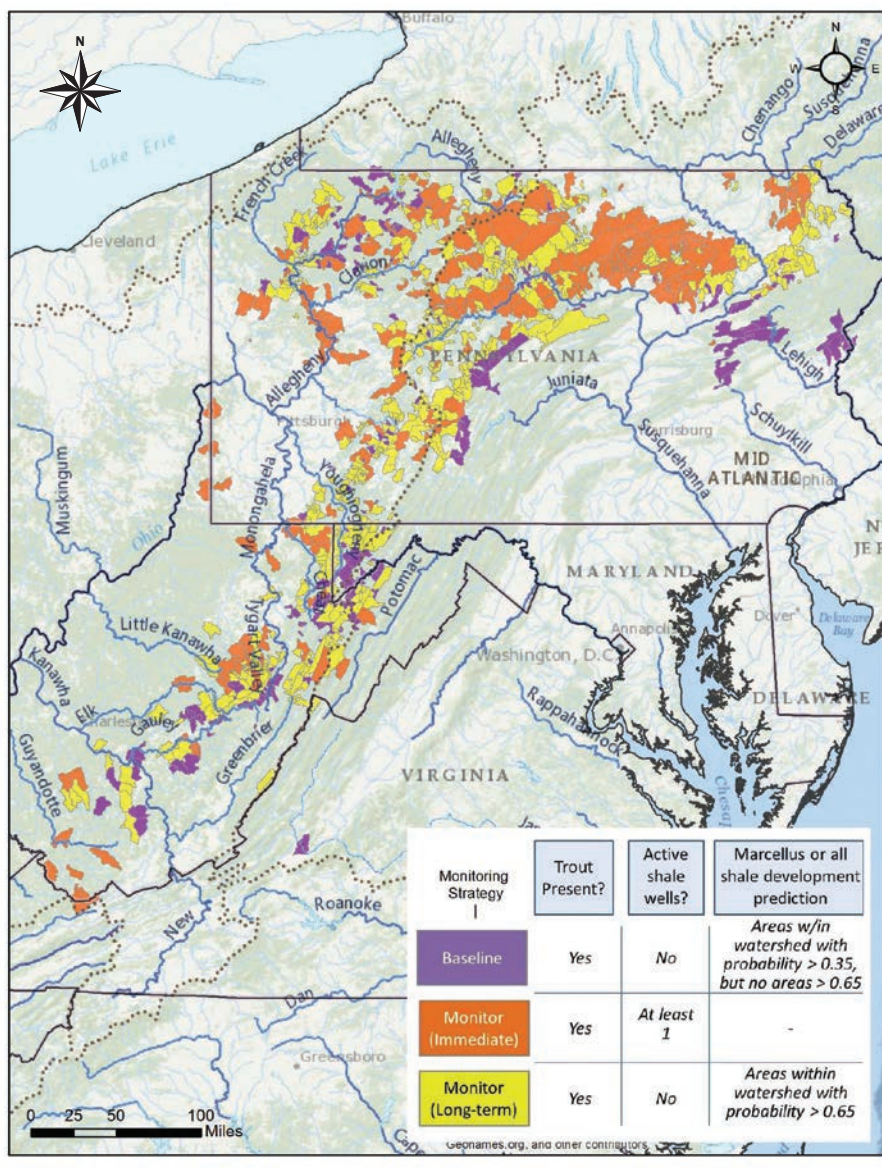 Buffalo
N
N
W
E
S
Chenango
Susquehanna
Delaware
Lake Erie
French Creek
Allegheny
Cleveland
Clarion
PENNSYLVANIA
Allegheny
Juniata
Lehigh
Pittsburgh
Harrisburg
Schuylkill
Susquehanna
MID
ATLANTIC
Muskingum
Monongahela
Youghiogheny
Ohio
Cheat
Potomac
MARYLAND
Tygart Valley
Little Kanawha
Annapolis
Dover
Delaware
Bay
Washington, D.C.
DELAWARE
Kanawha
Elk
Gauley
Guyandotte
Greenbrier
Rappahannock
VIRGINIA
New
Roanoke
Dan
Greensboro
Monitoring
Strategy
Trout
Present?
Active
shale
wells?
Marcellus or all
shale development
prediction
Baseline
Yes
No
Areas w/in
watershed with
probability > 0.35,
but no areas > 0.65
Monitor
(Immediate)
Yes
At least
1
-
Monitor
(Long-term)
Yes
No
Areas within
watershed with
probability > 0.65
0 25 50 100
Miles
Geonames.org, and other contributors